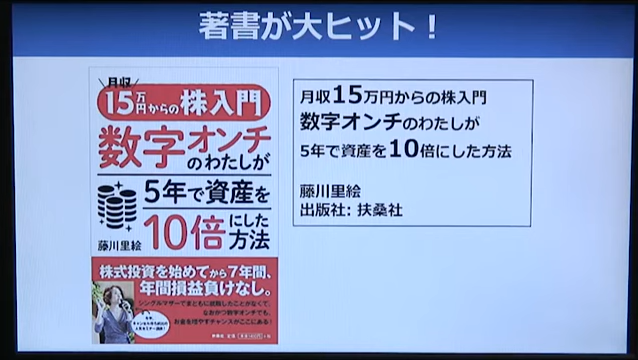 著書が大ヒット！
月収
15万円からの株入門
数字オンチ
のわたしが
5年で資産を
10倍にした方法
藤川里絵
株式投資を始めてから7年間、
年間損益負けなし。
シングルマザーでまともに就職したことがなくて、
なおかつ数字オンチでも、
お金を増やすチャンスがここにある!
月収15万円からの株入門
数字オンチのわたしが
5年で資産を10倍にした方法
藤川里絵
出版社: 扶桑社